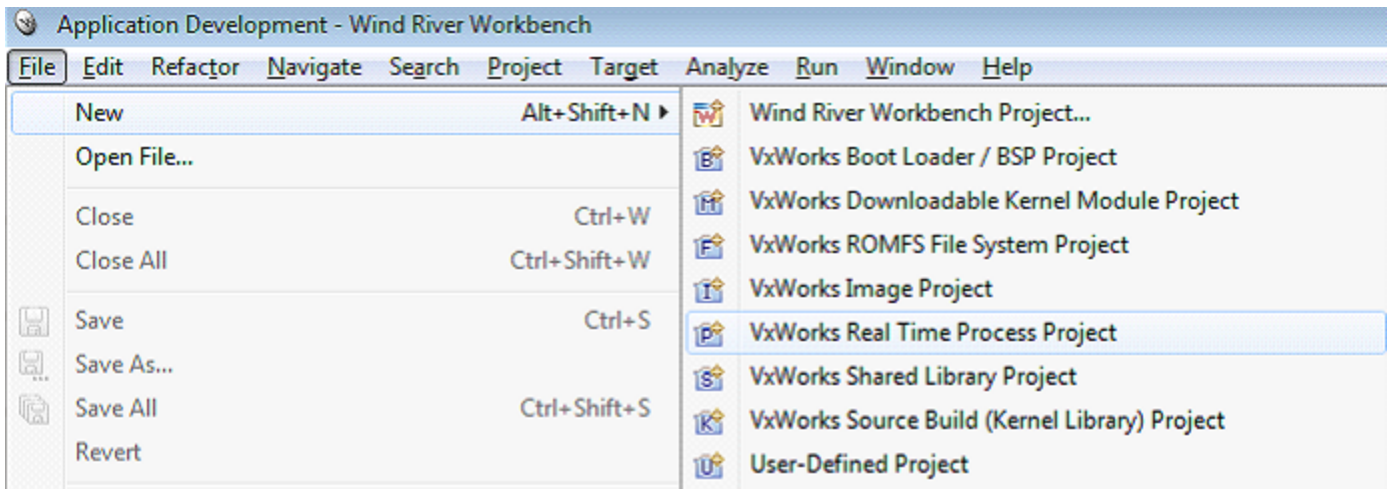 Application Development - Wind River Workbench
File Edit Refactor Navigate Search Project Target Analyze Run Window Help
New Alt+Shift+N
Open File...
Close Ctrl+W
Close All Ctrl+Shift+W
Save Ctrl+S
Save As...
Save All Ctrl+Shift+S
Revert
Wind River Workbench Project...
B VxWorks Boot Loader / BSP Project
M VxWorks Downloadable Kernel Module Project
F VxWorks ROMFS File System Project
I VxWorks Image Project
P VxWorks Real Time Process Project
S VxWorks Shared Library Project
K VxWorks Source Build (Kernel Library) Project
U User-Defined Project